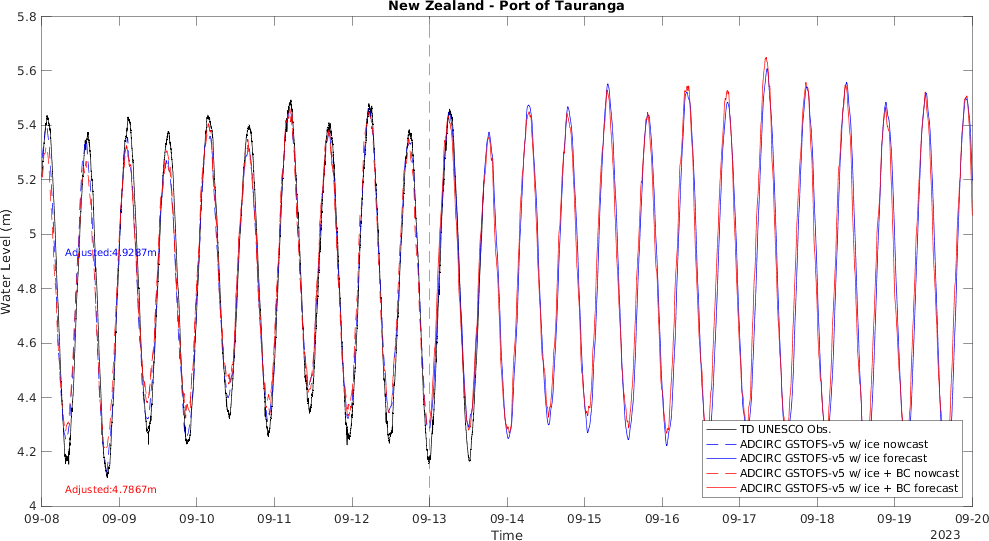 New Zealand - Port of Tauranga
5.8
5.6
5.4
5.2
5
4.8
4.6
4.4
4.2
4
Water Level (m)
Adjusted:4.9287m
Adjusted:4.7867m
TD UNESCO Obs.
ADCIRC GSTOFS-v5 w/ ice nowcast
ADCIRC GSTOFS-v5 w/ ice forecast
ADCIRC GSTOFS-v5 w/ ice + BC nowcast
ADCIRC GSTOFS-v5 w/ ice + BC forecast
09-08 09-09 09-10 09-11 09-12 09-13 09-14 09-15 09-16 09-17 09-18 09-19 09-20
Time
2023